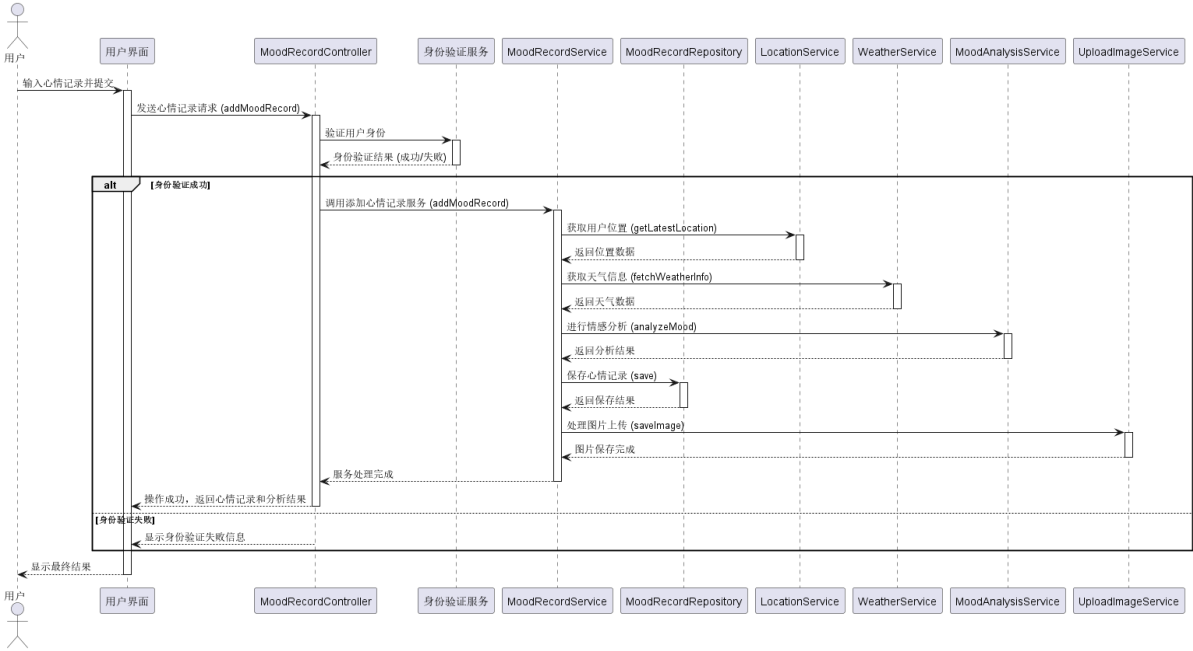 用户
用户界面
MoodRecordController
身份验证服务
MoodRecordService
MoodRecordRepository
LocationService
WeatherService
MoodAnalysisService
UploadImageService
输入心情记录并提交
发送心情记录请求 (addMoodRecord)
验证用户身份
身份验证结果 (成功/失败)
alt
[身份验证成功]
调用添加心情记录服务 (addMoodRecord)
获取用户位置 (getLatestLocation)
返回位置数据
获取天气信息 (fetchWeatherInfo)
返回天气数据
进行情感分析 (analyzeMood)
返回分析结果
保存心情记录 (save)
返回保存结果
处理图片上传 (saveImage)
图片保存完成
服务处理完成
操作成功，返回心情记录和分析结果
[身份验证失败]
显示身份验证失败信息
显示最终结果
用户
用户界面
MoodRecordController
身份验证服务
MoodRecordService
MoodRecordRepository
LocationService
WeatherService
MoodAnalysisService
UploadImageService